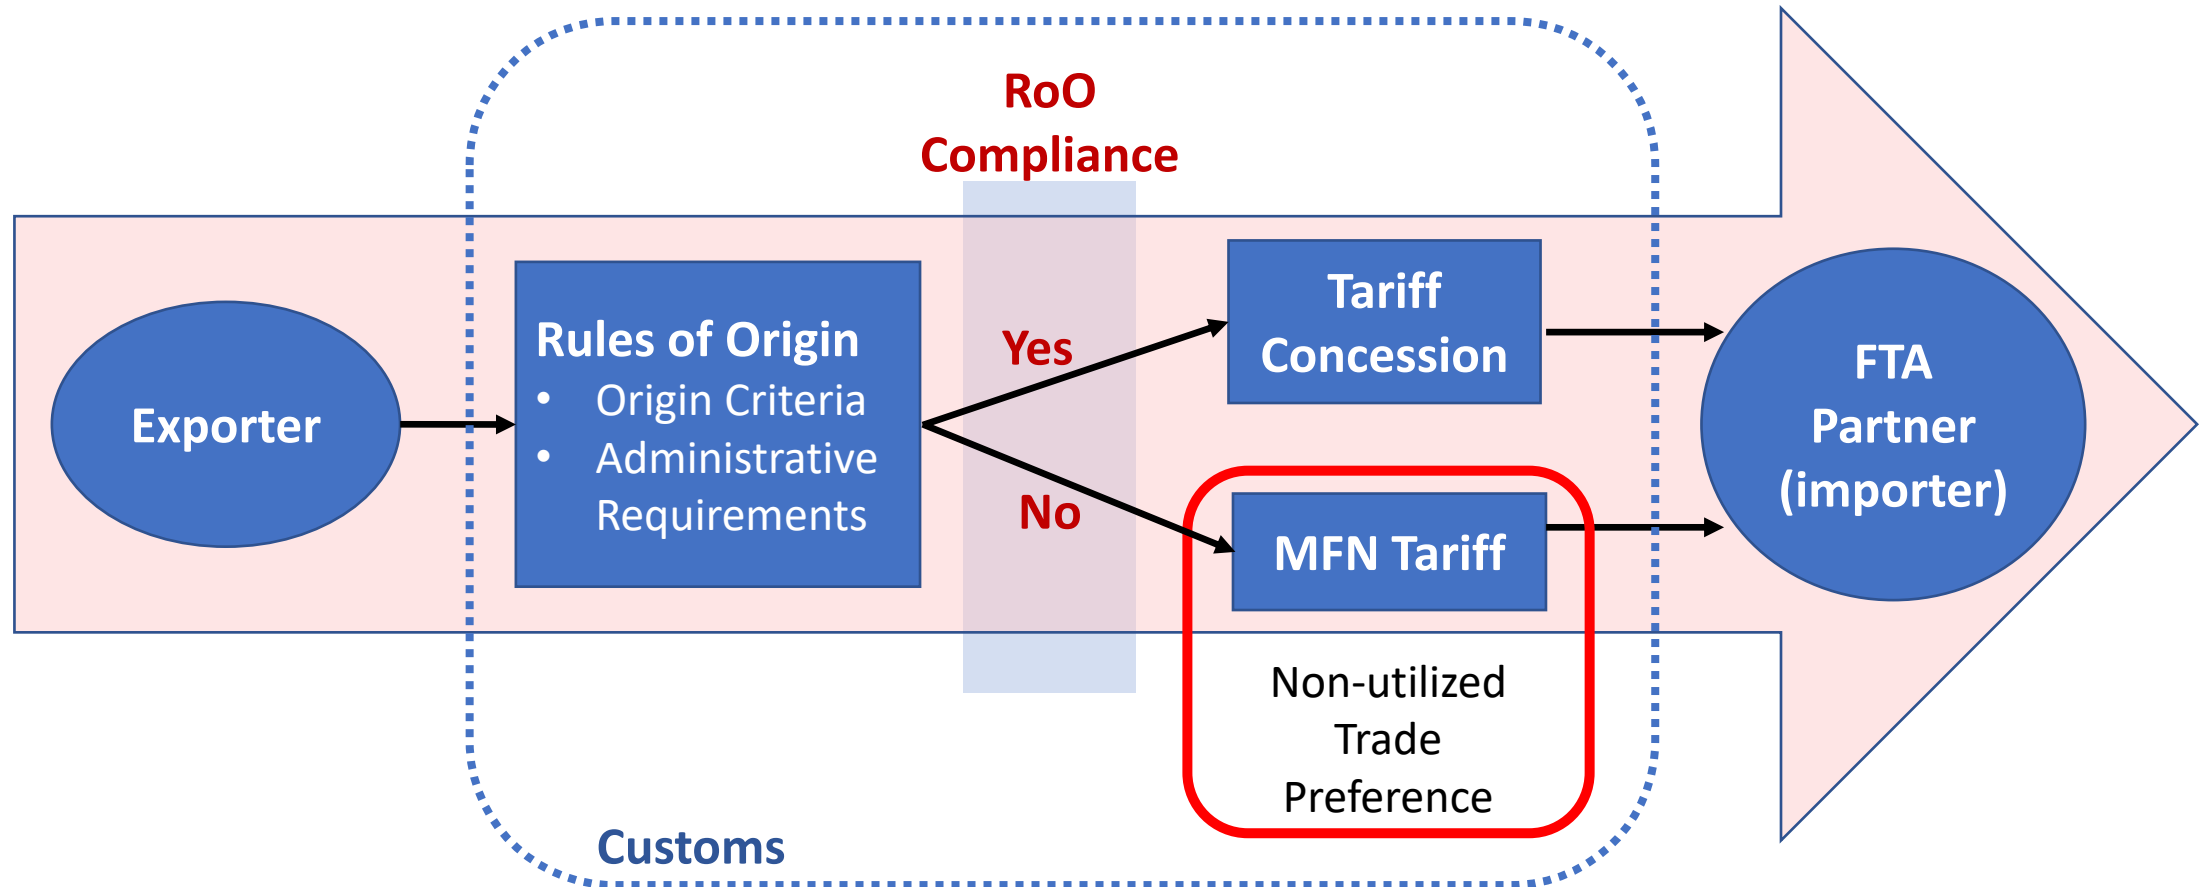 RoO
Compliance
Exporter
Rules of Origin
• Origin Criteria
• Administrative
Requirements
Yes
No
Tariff
Concession
MFN Tariff
Non-utilized
Trade
Preference
FTA
Partner
(importer)
Customs